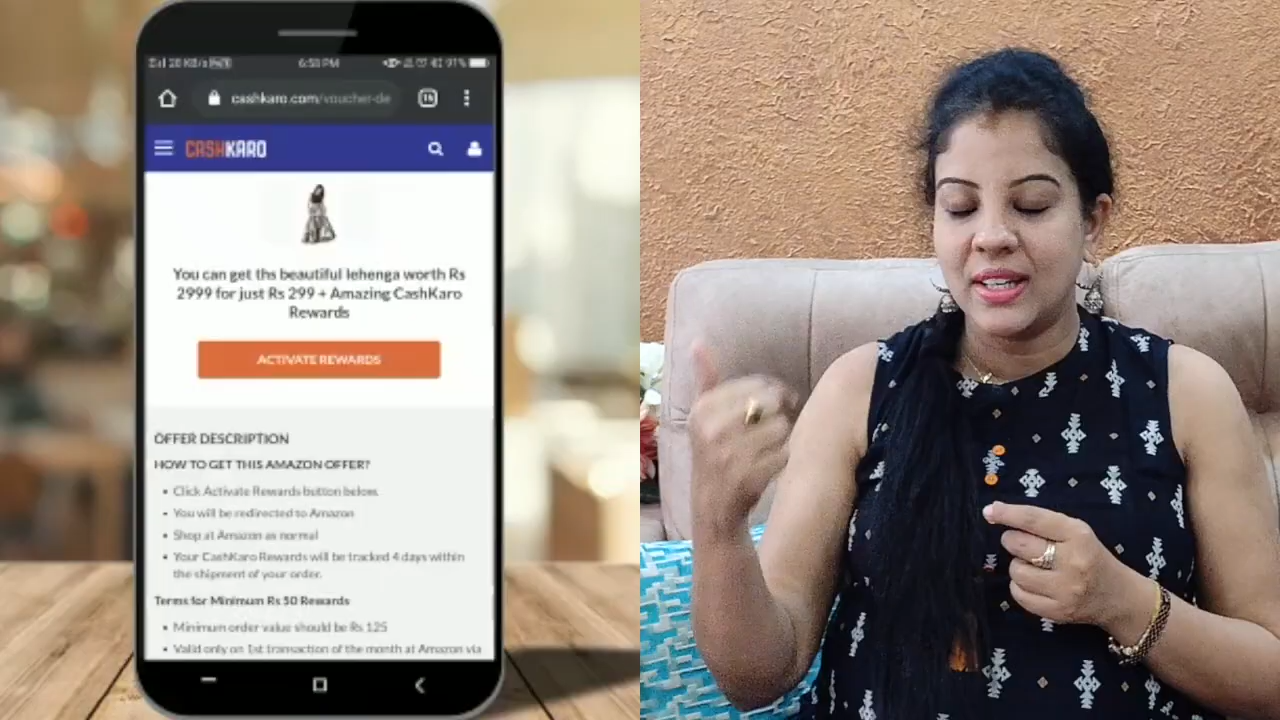 6:50 PM
91%
cashkaro.com/voucher-de
CASHKARO
You can get ths beautiful lehenga worth Rs
2999 for just Rs 299 + Amazing CashKaro
Rewards
ACTIVATE REWARDS
OFFER DESCRIPTION
HOW TO GET THIS AMAZON OFFER?
• Click Activate Rewards button below.
• You will be redirected to Amazon
• Shop at Amazon as normal
• Your CashKaro Rewards will be tracked 4 days within
the shipment of your order.
Terms for Minimum Rs 50 Rewards
• Minimum order value should be Rs 125
• Valid only on 1st transaction of the month at Amazon via